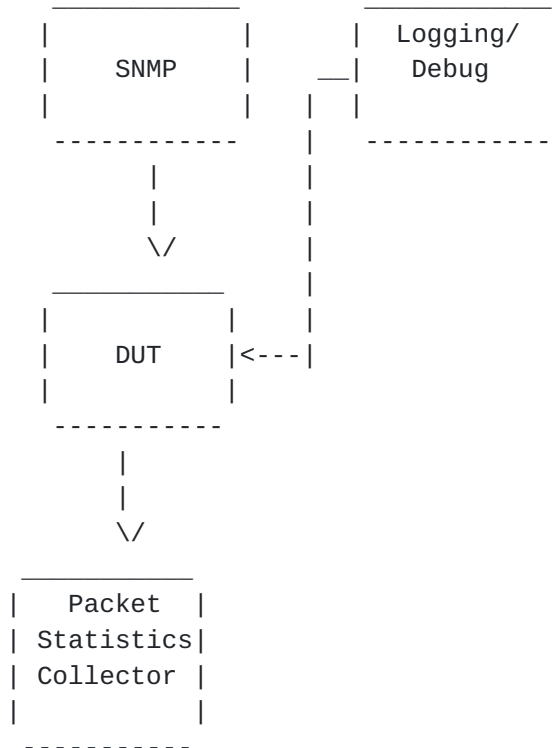 Logging/
SNMP Debug
DUT
Packet
Statistics
Collector